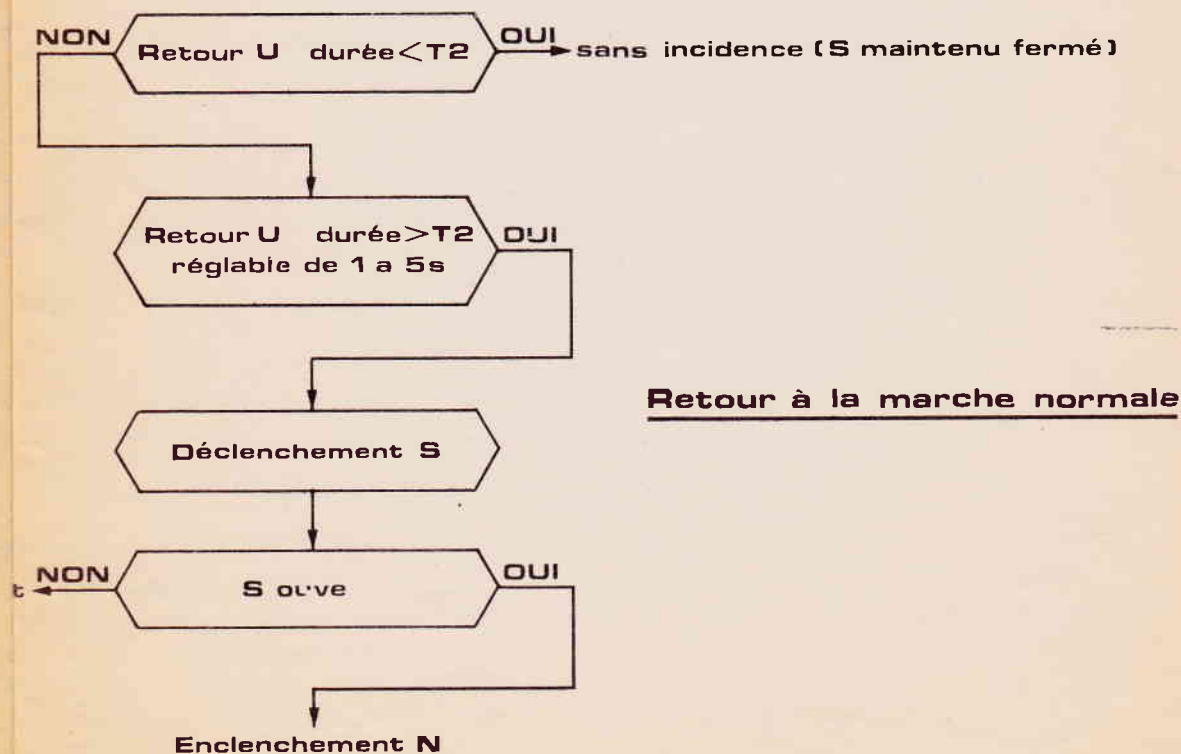 NON
Retour U durée<T2
OUI
sans incidence (S maintenu fermé)
Retour U durée>T2
réglable de 1 a 5s
OUI
Retour à la marche normale
Déclenchement S
NON
S
OUI
Enclenchement N